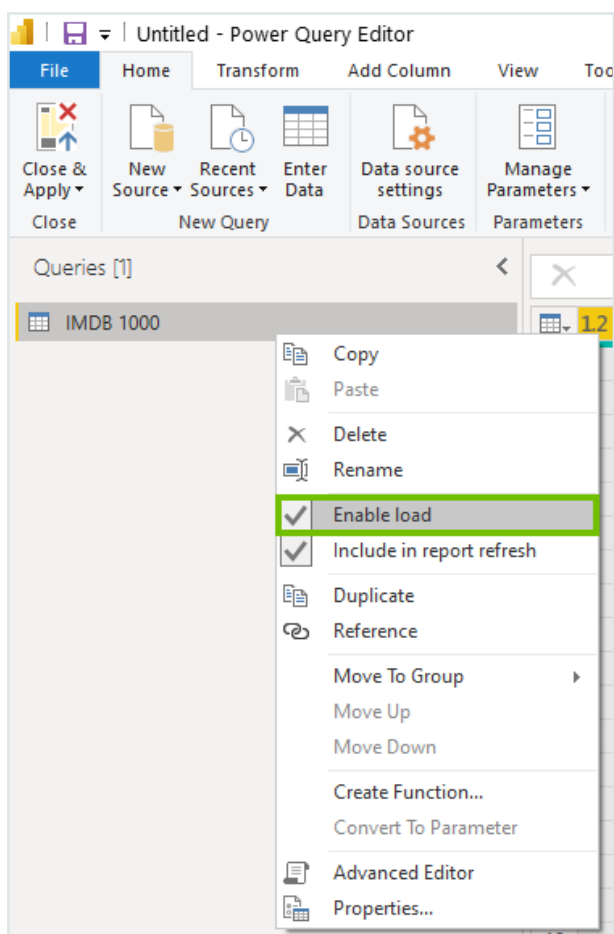 Untitled - Power Query Editor
File Home Transform Add Column View Too
Close & Apply New Source Recent Sources Enter Data Data source settings Manage Parameters
Close New Query Data Sources Parameters
Queries [1]
IMDB 1000
1.2
Copy
Paste
Delete
Rename
Enable load
Include in report refresh
Duplicate
Reference
Move To Group
Move Up
Move Down
Create Function...
Convert To Parameter
Advanced Editor
Properties...